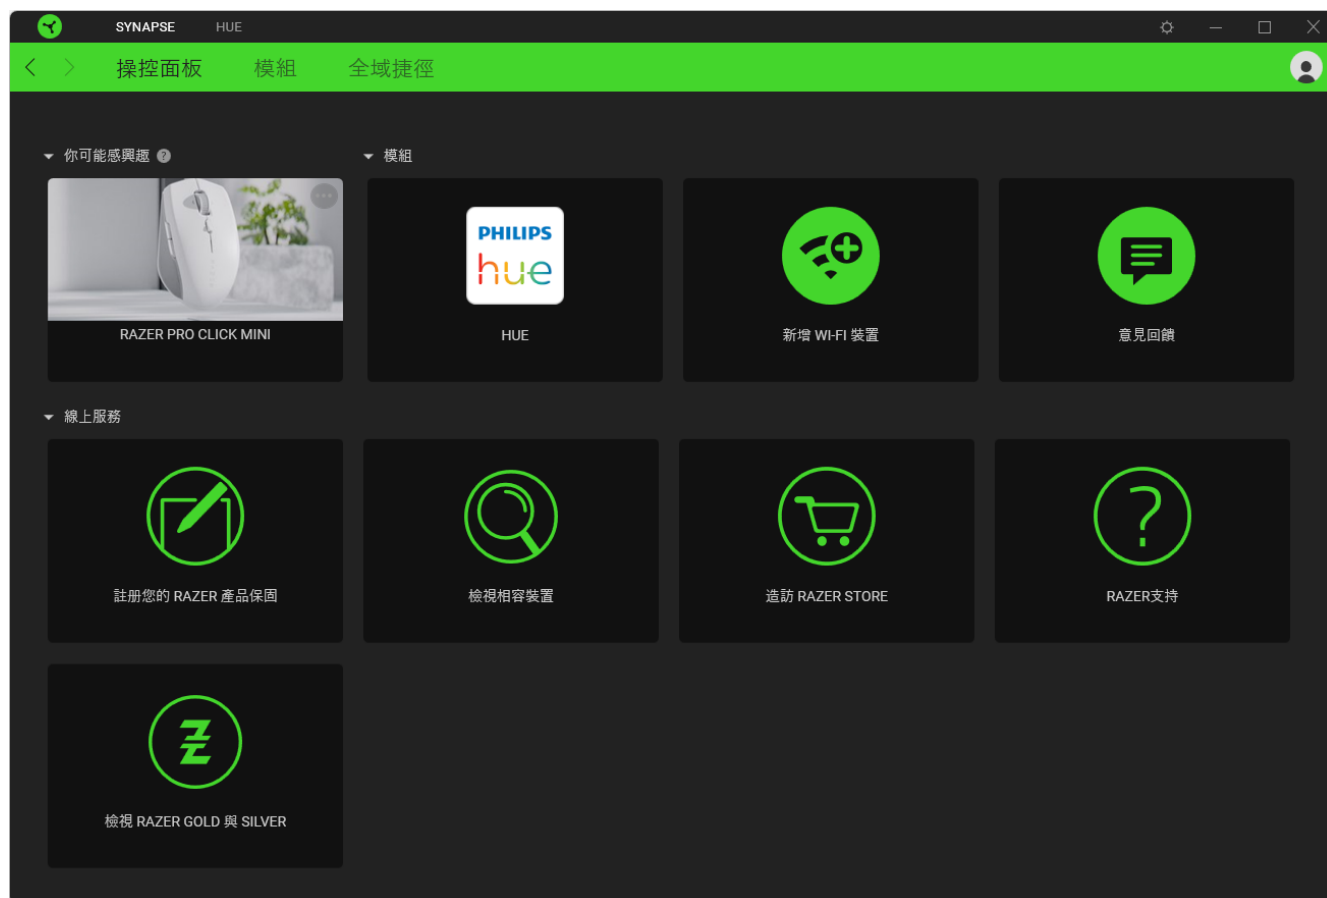 SYNAPSE HUE
操控面板 模組 全域捷徑
你可能感興趣 ?
模組
RAZER PRO CLICK MINI
PHILIPS
hue
HUE
新增 WI-FI 裝置
意見回饋
線上服務
註册您的 RAZER 產品保固
檢視相容裝置
造訪 RAZER STORE
RAZER支持
檢視 RAZER GOLD 與 SILVER